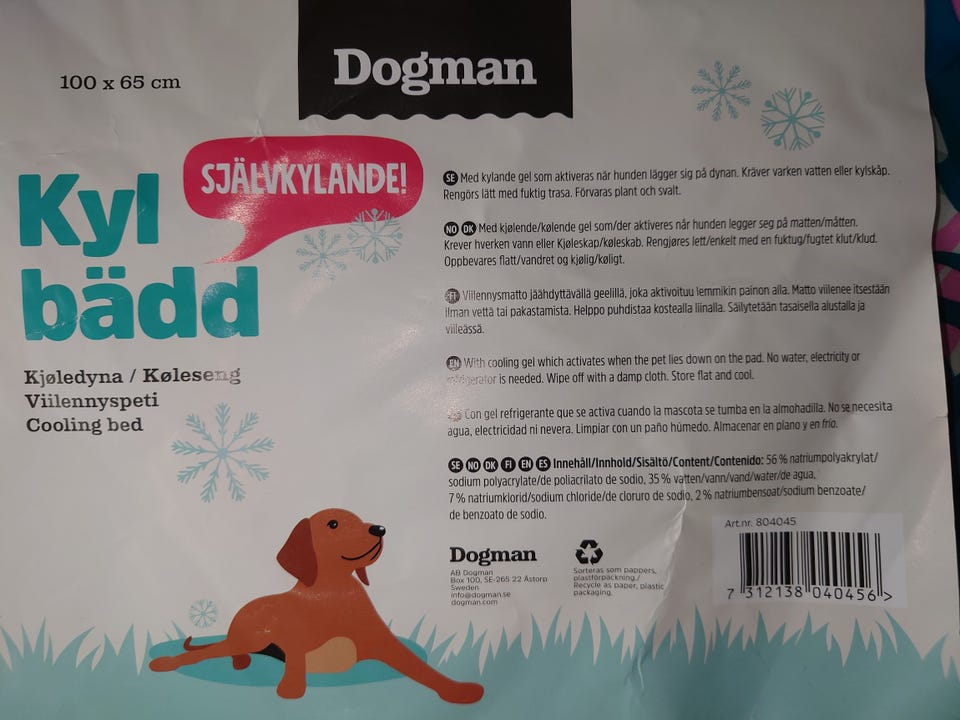 Dogman
100 x 65 cm
SJÄLVKYLANDE!
Kyl
bädd
Kjøledyna / Køleseng
Viilennyspeti
Cooling bed
SE Med kylande gel som aktiveras när hunden lägger sig på dynan. Kräver varken vatten eller kylskåp.
Rengörs lätt med fuktig trasa. Förvaras plant och svalt.
NO DK Med kjølende/kølende gel som/der aktiveres når hunden legger seg på matten/måtten.
Krever hverken vann eller Kjøleskap/køleskab. Rengjøres lett/enkelt med en fuktug/fugtet klut/klud.
Oppbevares flatt/vandret og kjølig/køligt.
FI Viilennysmatto jäähdyttävällä geelillä, joka aktivoituu lemmikin painon alla. Matto viilenee itsestään
ilman vettä tai pakastamista. Helppo puhdistaa kostealla liinalla. Säilytetään tasaisella alustalla ja
viileässä.
EN With cooling gel which activates when the pet lies down on the pad. No water, electricity or
refrigerator is needed. Wipe off with a damp cloth. Store flat and cool.
ES Con gel refrigerante que se activa cuando la mascota se tumba en la almohadilla. No se necesita
agua, electricidad ni nevera. Limpiar con un paño húmedo. Almacenar en plano y en frío.
SE NO DK FI EN ES Innehåll/Innhold/Sisältö/Content/Contenido: 56 % natriumpolyakrylat/
sodium polyacrylate/de poliacrilato de sodio, 35 % vatten/vann/vand/water/de agua,
7 % natriumklorid/sodium chloride/de cloruro de sodio, 2 % natriumbensoat/sodium benzoate/
de benzoato de sodio.
Dogman
AB Dogman
Box 100, SE-265 22 Åstorp
Sweden
info@dogman.se
dogman.com
Sorteras som pappers,
plastförpackning./
Recycle as paper, plastic
packaging.
Art.nr. 804045
7 312138 040456 >